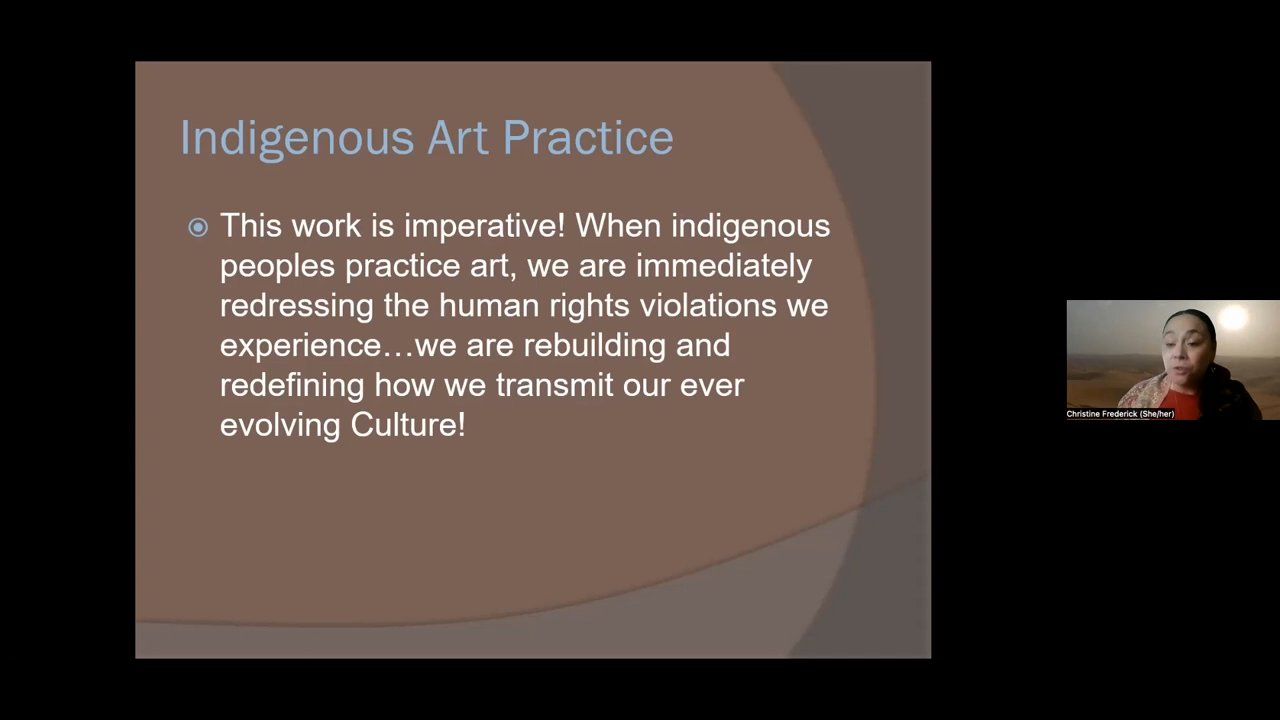 Indigenous Art Practice
This work is imperative! When indigenous
peoples practice art, we are immediately
redressing the human rights violations we
experience…we are rebuilding and
redefining how we transmit our ever
evolving Culture!
Christine Frederick (She/her)